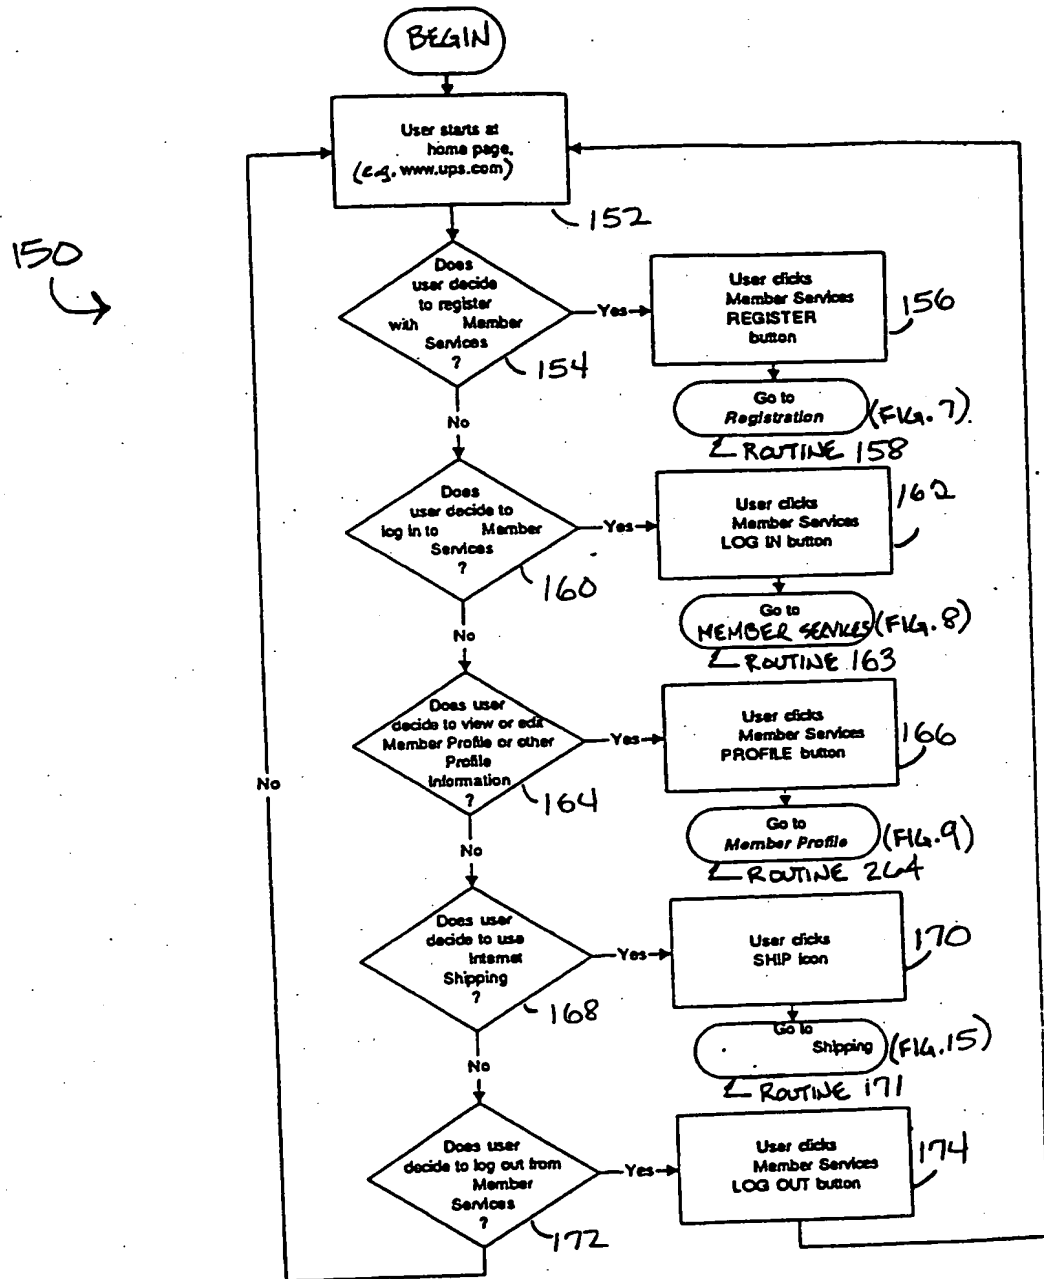 BEGIN
User starts at
home page,
(e.g. www.ups.com)
152
150
Does
user decide
to register
with Member
Services
?
154
Yes
User clicks
Member Services
REGISTER
button
156
Go to
Registration
(FIG. 7).
ROUTINE 158
No
Does
user decide to
log in to Member
Services
?
160
Yes
User clicks
Member Services
LOG IN button
162
Go to
MEMBER SERVICES
(FIG. 8)
ROUTINE 163
No
Does user
decide to view or edit
Member Profile or other
Profile
Information
?
164
Yes
User clicks
Member Services
PROFILE button
166
Go to
Member Profile
(FIG. 9)
ROUTINE 264
No
No
Does user
decide to use
Internet
Shipping
?
168
Yes
User clicks
SHIP icon
170
Go to
Shipping
(FIG. 15)
ROUTINE 171
No
Does user
decide to log out from
Member
Services
?
172
Yes
User clicks
Member Services
LOG OUT button
174